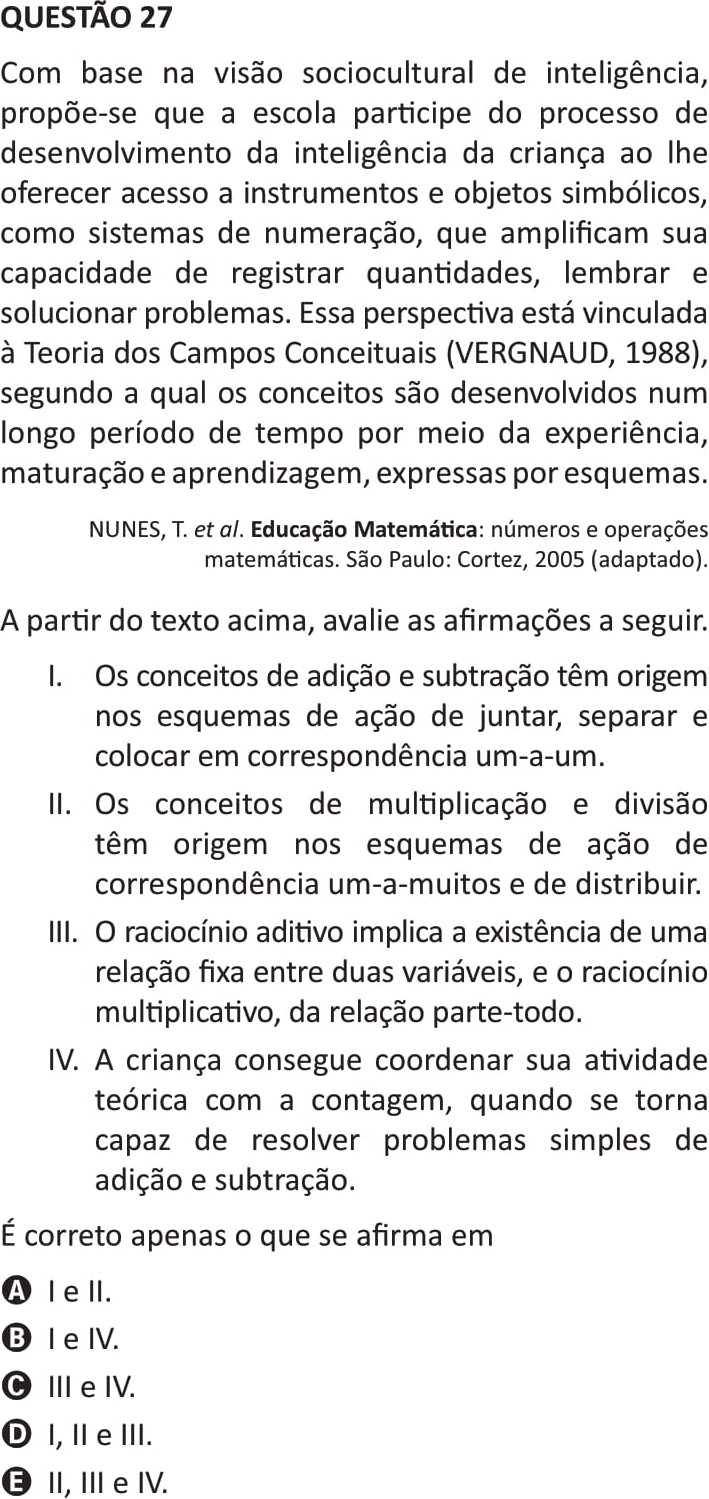 QUESTÃO 27
Com base na visão sociocultural de inteligência,
propõe-se que a escola participe do processo de
desenvolvimento da inteligência da criança ao lhe
oferecer acesso a instrumentos e objetos simbólicos,
como sistemas de numeração, que amplificam sua
capacidade de registrar quantidades, lembrar e
solucionar problemas. Essa perspectiva está vinculada
à Teoria dos Campos Conceituais (VERGNAUD, 1988),
segundo a qual os conceitos são desenvolvidos num
longo período de tempo por meio da experiência,
maturação e aprendizagem, expressas por esquemas.
NUNES, T. et al. Educação Matemática: números e operações
matemáticas. São Paulo: Cortez, 2005 (adaptado).
A partir do texto acima, avalie as afirmações a seguir.
I. Os conceitos de adição e subtração têm origem
nos esquemas de ação de juntar, separar e
colocar em correspondência um-a-um.
II. Os conceitos de multiplicação e divisão
têm origem nos esquemas de ação de
correspondência um-a-muitos e de distribuir.
III. O raciocínio aditivo implica a existência de uma
relação fixa entre duas variáveis, e o raciocínio
multiplicativo, da relação parte-todo.
IV. A criança consegue coordenar sua atividade
teórica com a contagem, quando se torna
capaz de resolver problemas simples de
adição e subtração.
É correto apenas o que se afirma em
A I e II.
B I e IV.
C III e IV.
D I, II e III.
E II, III e IV.